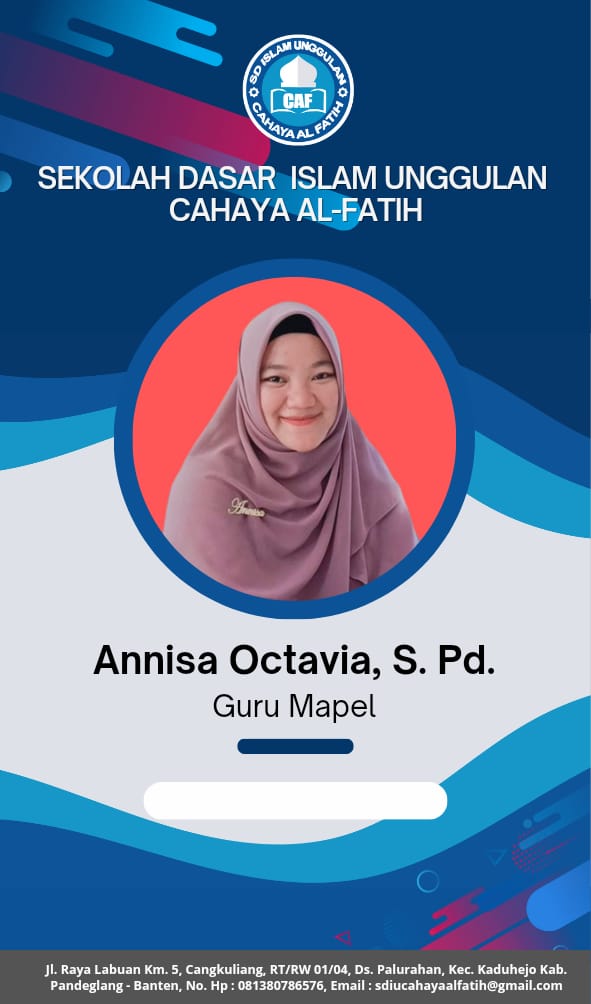 SD ISLAM UNGGULAN
CAF
CAHAYA AL FATIH
SEKOLAH DASAR ISLAM UNGGULAN
CAHAYA AL-FATIH
Annisa
Annisa Octavia, S. Pd.
Guru Mapel
Jl. Raya Labuan Km. 5, Cangkuliang, RT/RW 01/04, Ds. Palurahan, Kec. Kaduhejo Kab.
Pandeglang - Banten, No. Hp : 081380786576, Email : sdiucahayaalfatih@gmail.com